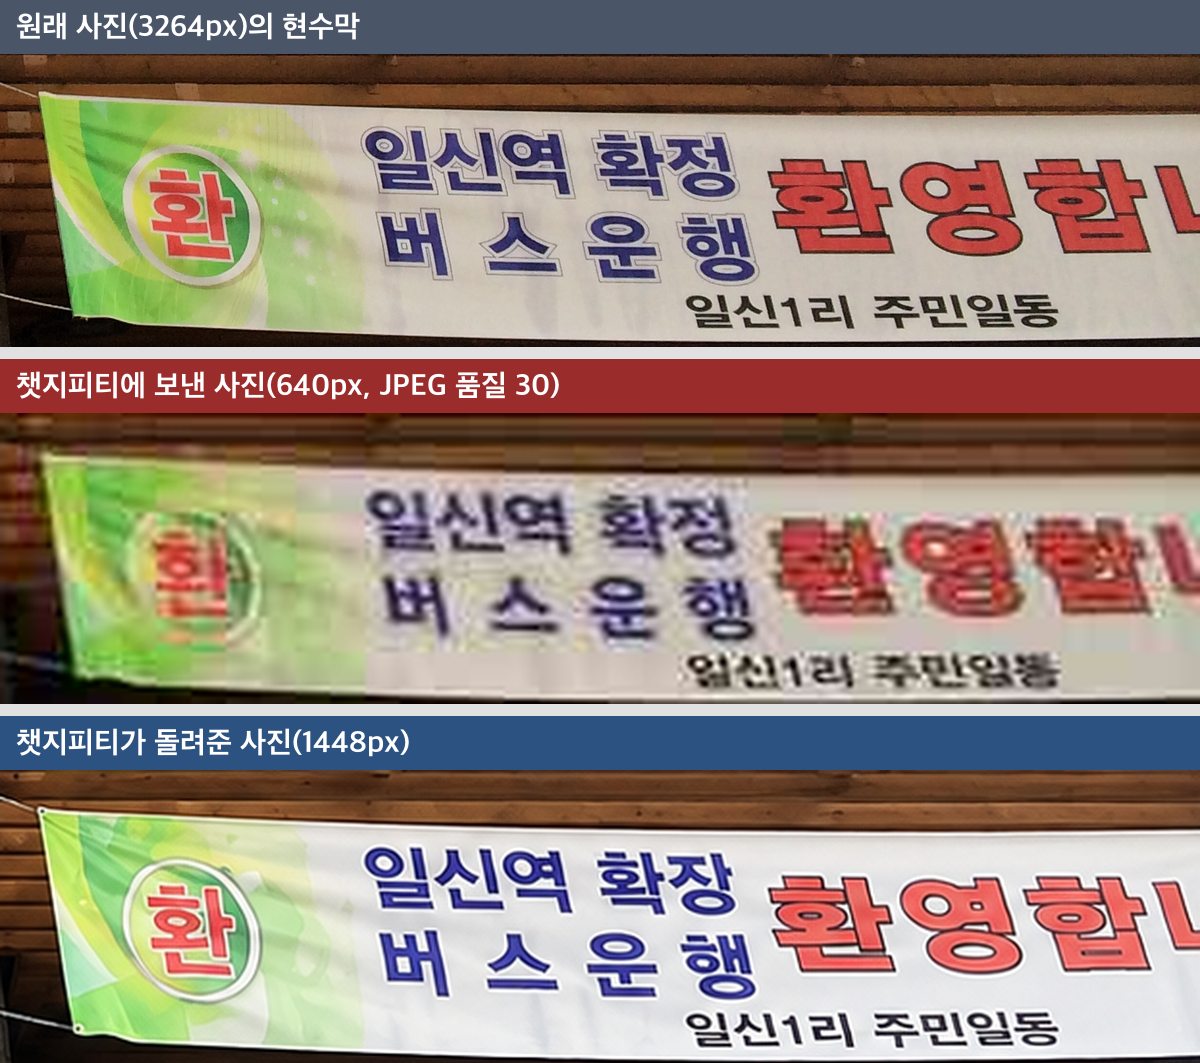 원래 사진(3264px)의 현수막
환
일신역 확정
버스운행
환영합니
일신1리 주민일동
챗지피티에 보낸 사진(640px, JPEG 품질 30)
환
일신역 확정
버스운행
환영합니
일신1리 주민일동
챗지피티가 돌려준 사진(1448px)
환
일신역 확장
버스운행
환영합니
일신1리 주민일동